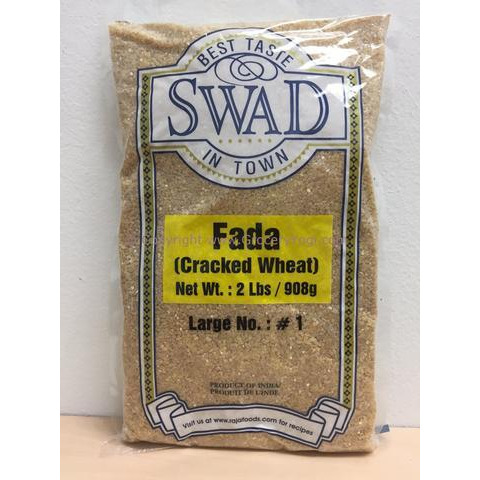 BEST TASTE
SWAD
IN TOWN
Fada
(Cracked Wheat)
Net Wt. : 2 Lbs / 908g
Large No. : # 1
PRODUCT OF INDIA/
PRODUIT DE L'INDE
Visit us at www.rajafoods.com for recipes